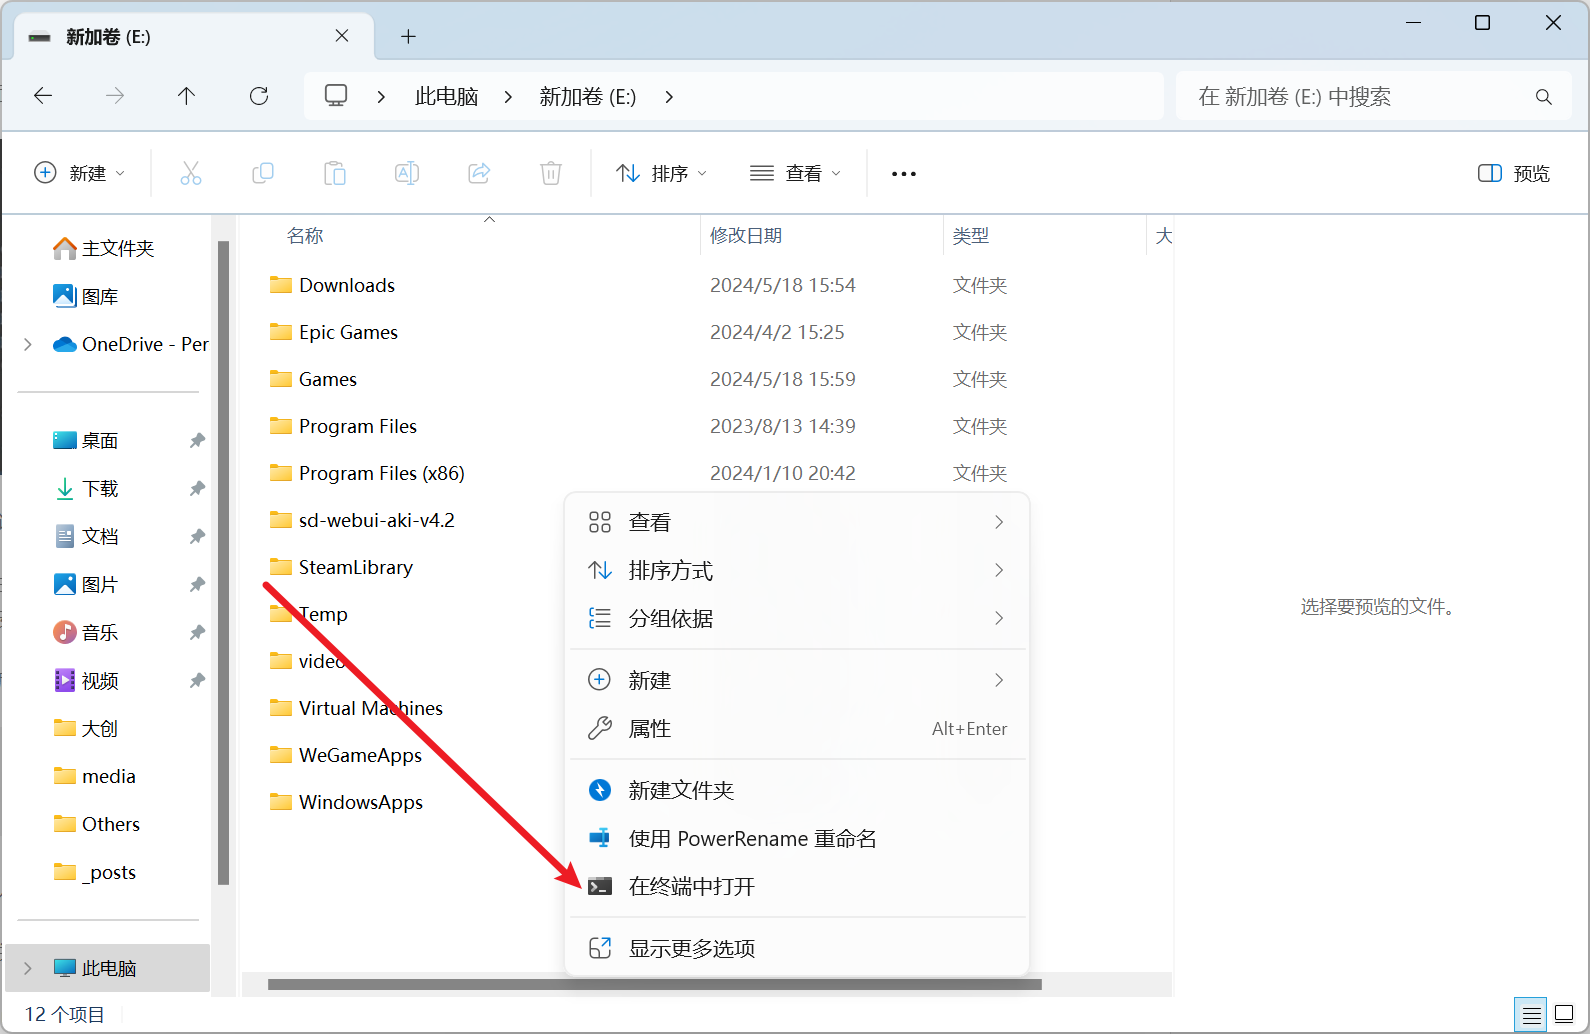 新加卷 (E:)
此电脑
新加卷 (E:)
在 新加卷 (E:) 中搜索
新建
排序
查看
预览
主文件夹
图库
OneDrive - Per
桌面
下载
文档
图片
音乐
视频
大创
media
Others
_posts
此电脑
名称 修改日期 类型 大
Downloads 2024/5/18 15:54 文件夹
Epic Games 2024/4/2 15:25 文件夹
Games 2024/5/18 15:59 文件夹
Program Files 2023/8/13 14:39 文件夹
Program Files (x86) 2024/1/10 20:42 文件夹
sd-webui-aki-v4.2
SteamLibrary
Temp
video
Virtual Machines
WeGameApps
WindowsApps
查看
排序方式
分组依据
新建
属性 Alt+Enter
新建文件夹
使用 PowerRename 重命名
在终端中打开
显示更多选项
选择要预览的文件。
12 个项目